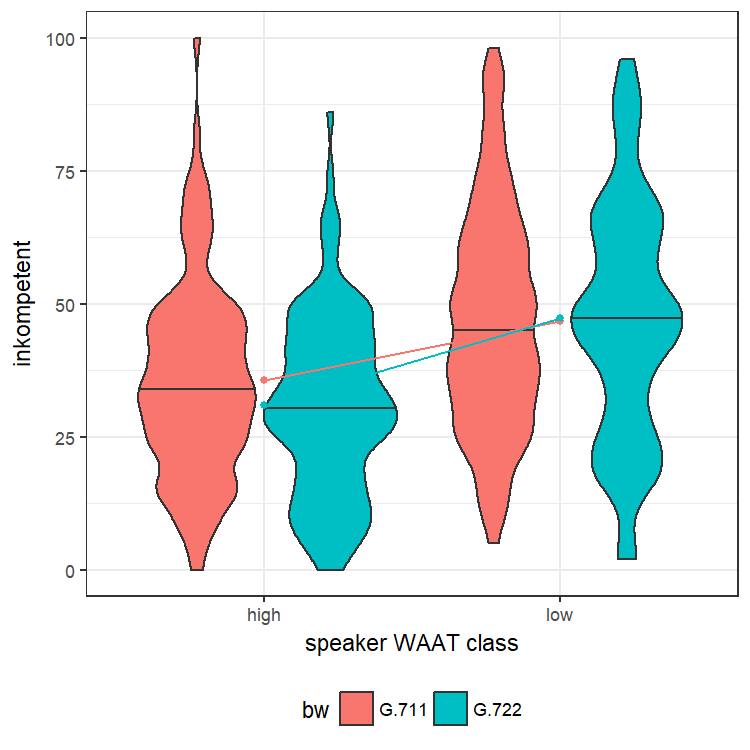 inkompetent
100
75
50
25
0
high low
speaker WAAT class
bw G.711 G.722